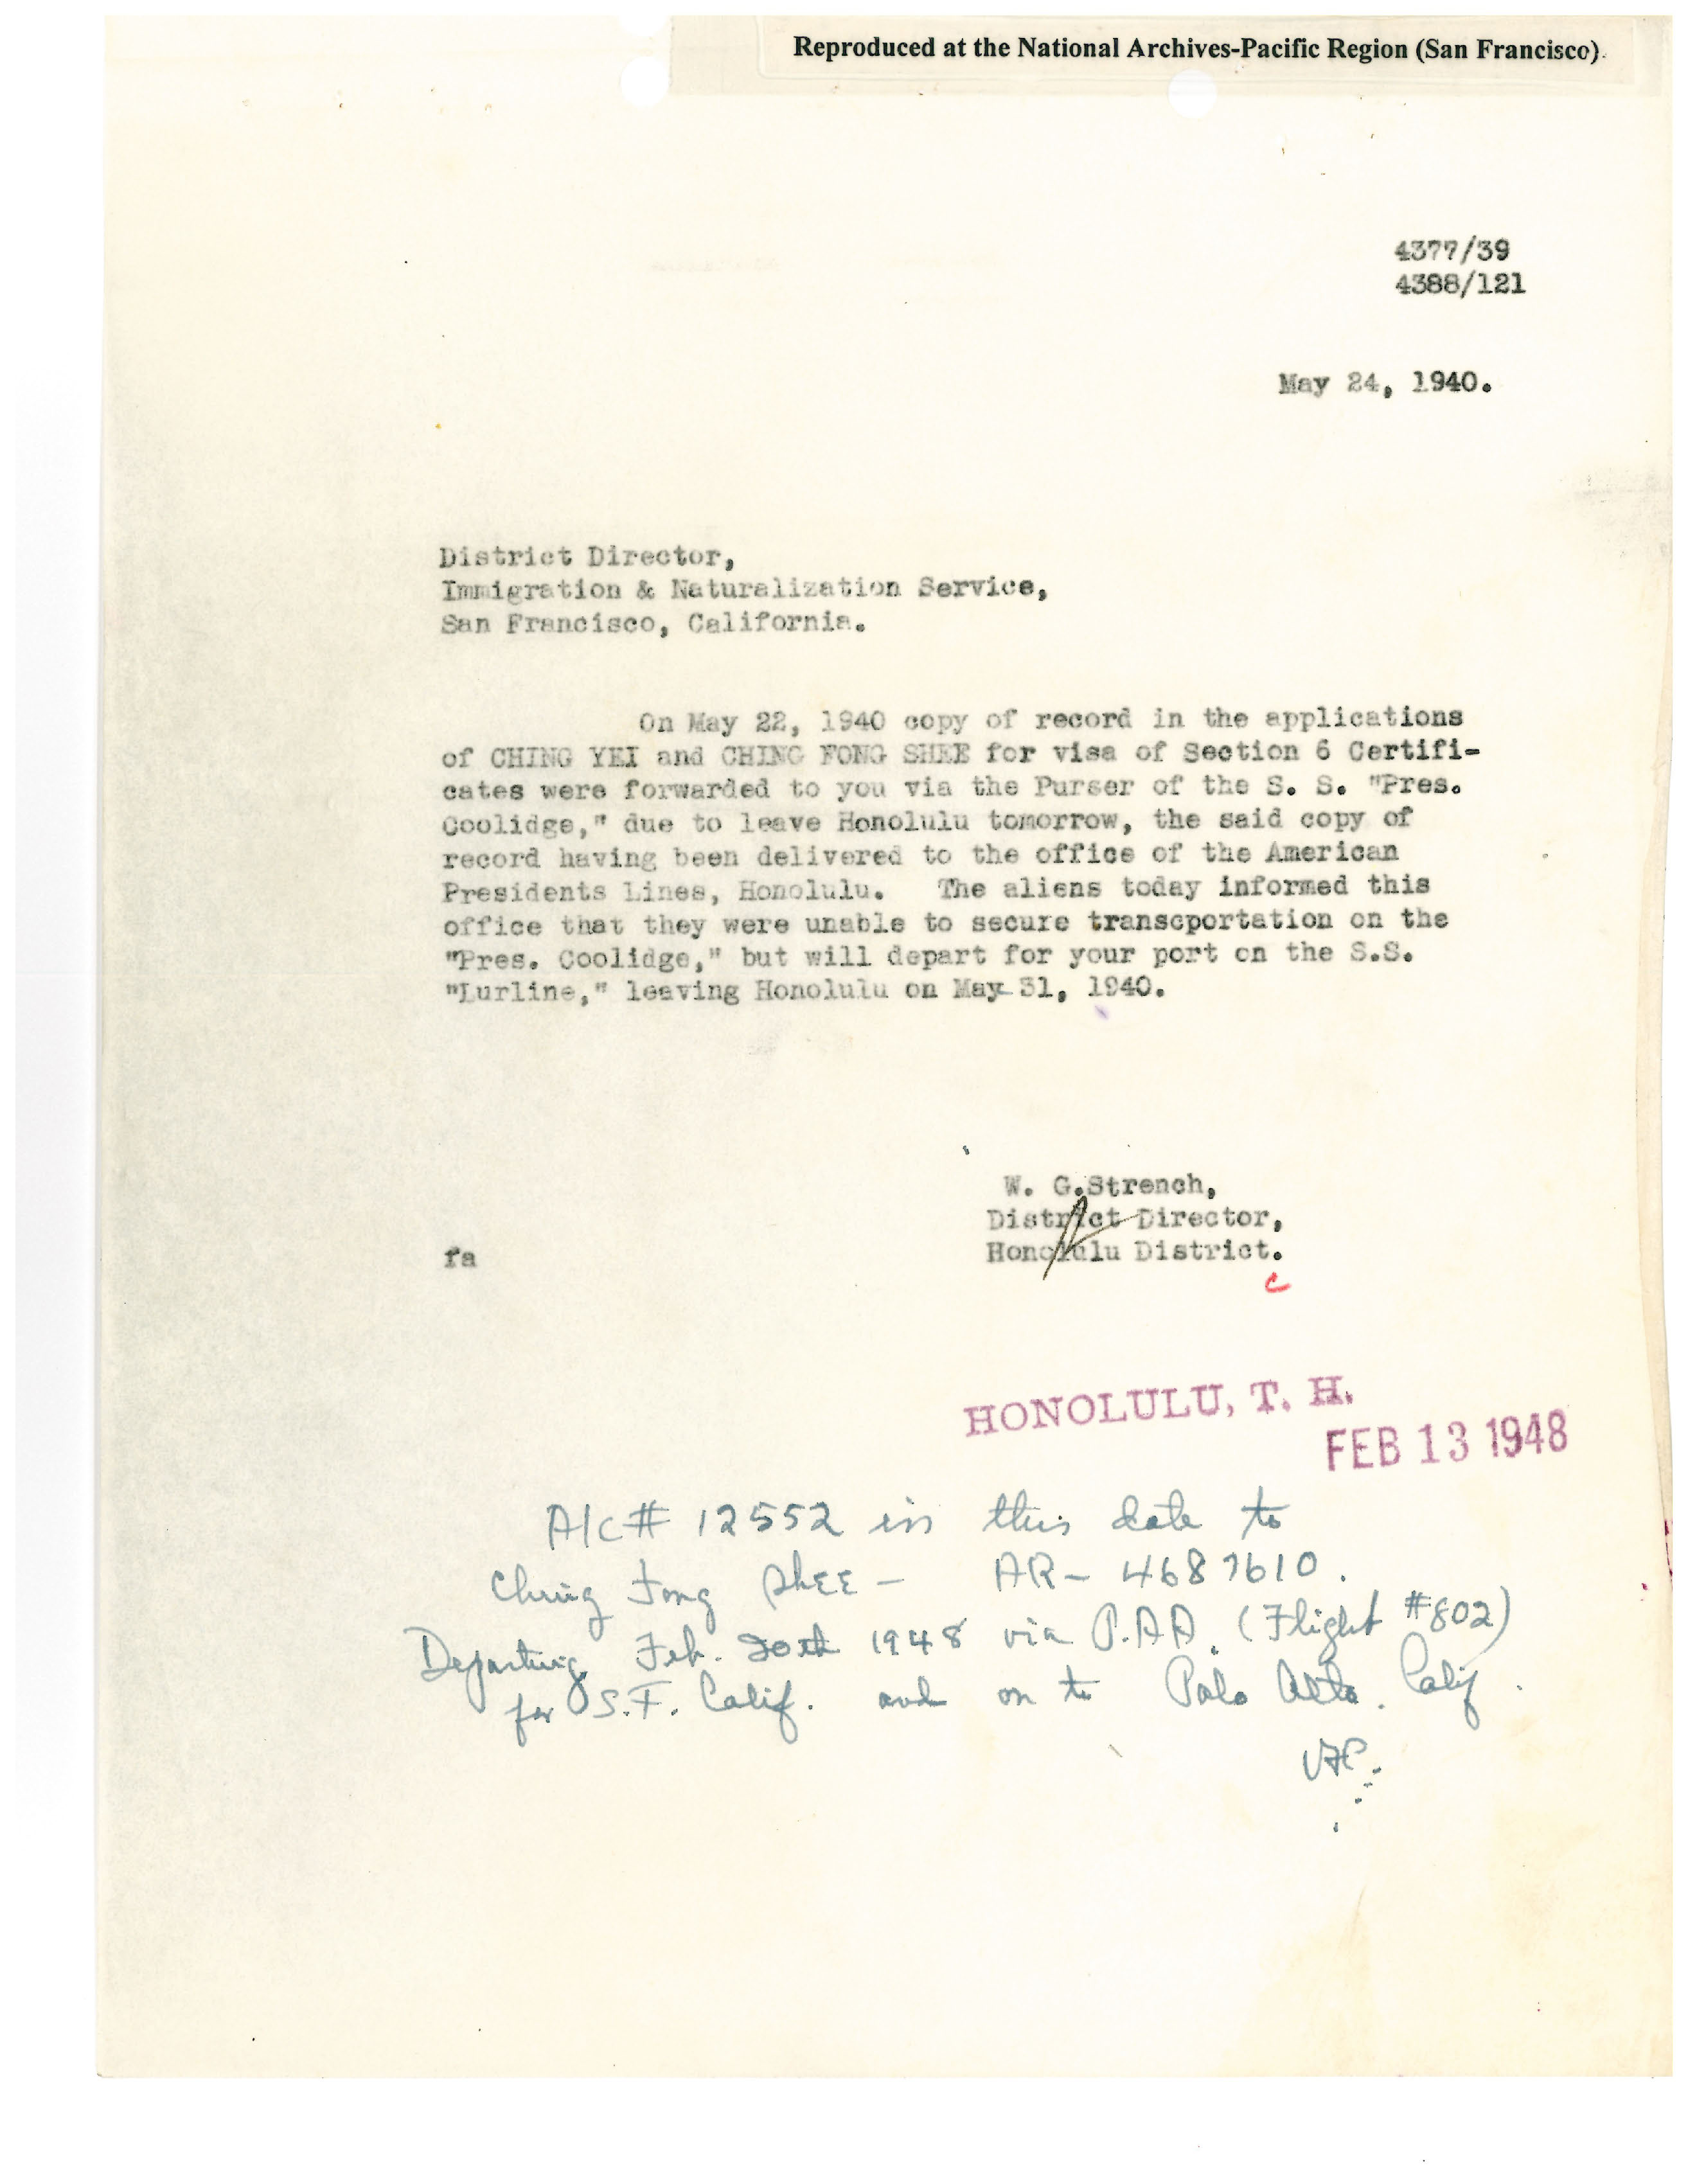 Reproduced at the National Archives-Pacific Region (San Francisco)
4377/39
4388/121
May 24, 1940.
District Director,
Immigration & Naturalization Service,
San Francisco, California.
On May 22, 1940 copy of record in the applications
of CHING YEI and CHING FONG SHEE for visa of Section 6 Certifi-
cates were forwarded to you via the Purser of the S. S. "Pres.
Coolidge," due to leave Honolulu tomorrow, the said copy of
record having been delivered to the office of the American
Presidents Lines, Honolulu. The aliens today informed this
office that they were unable to secure transcportation on the
"Pres. Coolidge," but will depart for your port on the S.S.
"Lurline," leaving Honolulu on May 31, 1940.
W. G.Strench,
District Director,
fa Honolulu District.
c
HONOLULU, T. H.
FEB 13 1948
A/C# 12552 iss this date to
Ching Fong Shee - AR- 4687610.
Departing Feb. 20th 1948 via P.A.A. (Flight #802)
for S.F. Calif. and on to Palo Alto. Calif.